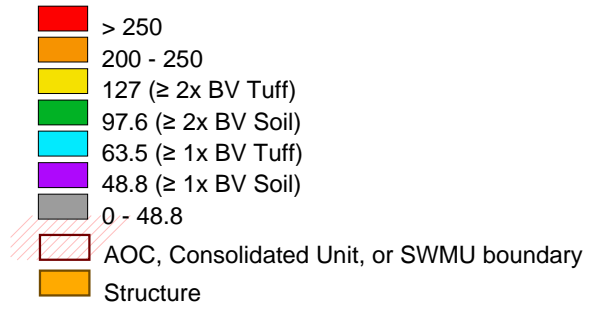 > 250
200 - 250
127 (≥ 2x BV Tuff)
97.6 (≥ 2x BV Soil)
63.5 (≥ 1x BV Tuff)
48.8 (≥ 1x BV Soil)
0 - 48.8
AOC, Consolidated Unit, or SWMU boundary
Structure